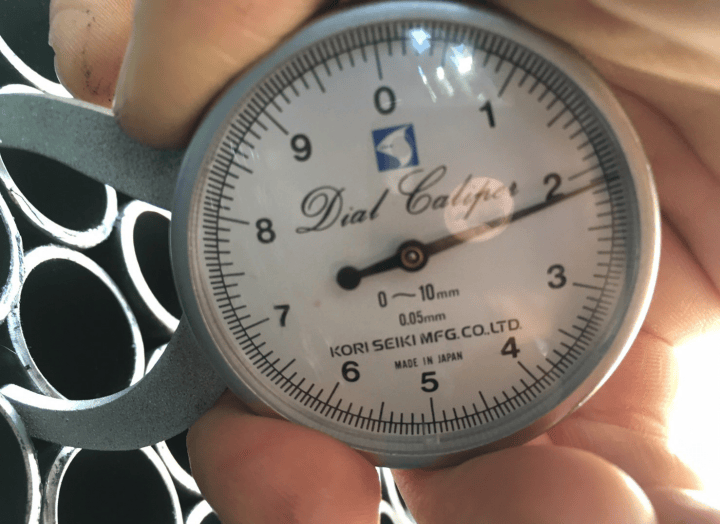 0
1
9
Dial Caliper
2
8
3
0~10mm
7
0.05mm
KORI SEIKI MFG.CO.,LTD.
MADE IN JAPAN
4
6
5